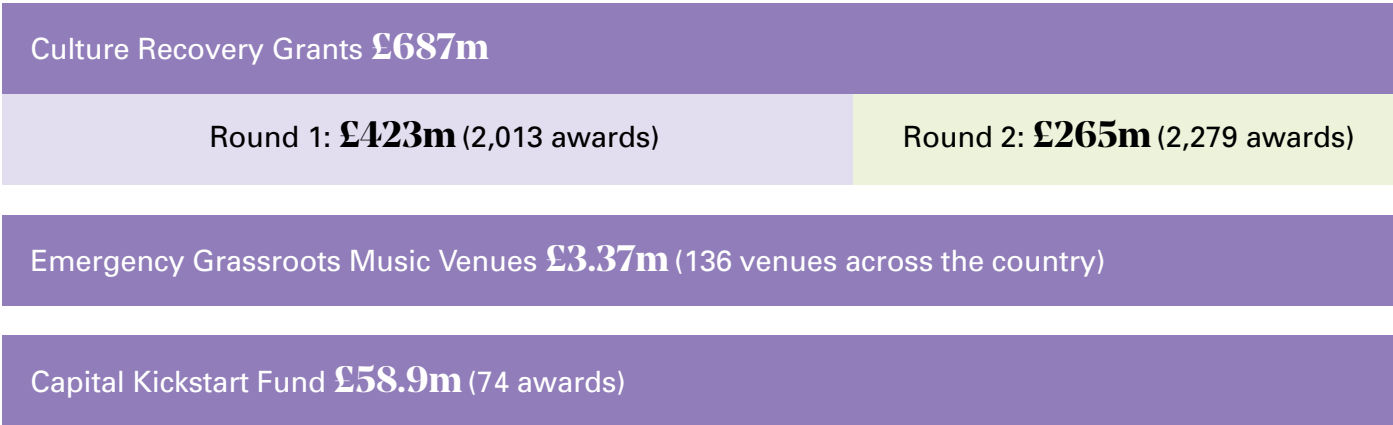 Culture Recovery Grants £687m
Round 1: £423m (2,013 awards)
Round 2: £265m (2,279 awards)
Emergency Grassroots Music Venues £3.37m (136 venues across the country)
Capital Kickstart Fund £58.9m (74 awards)